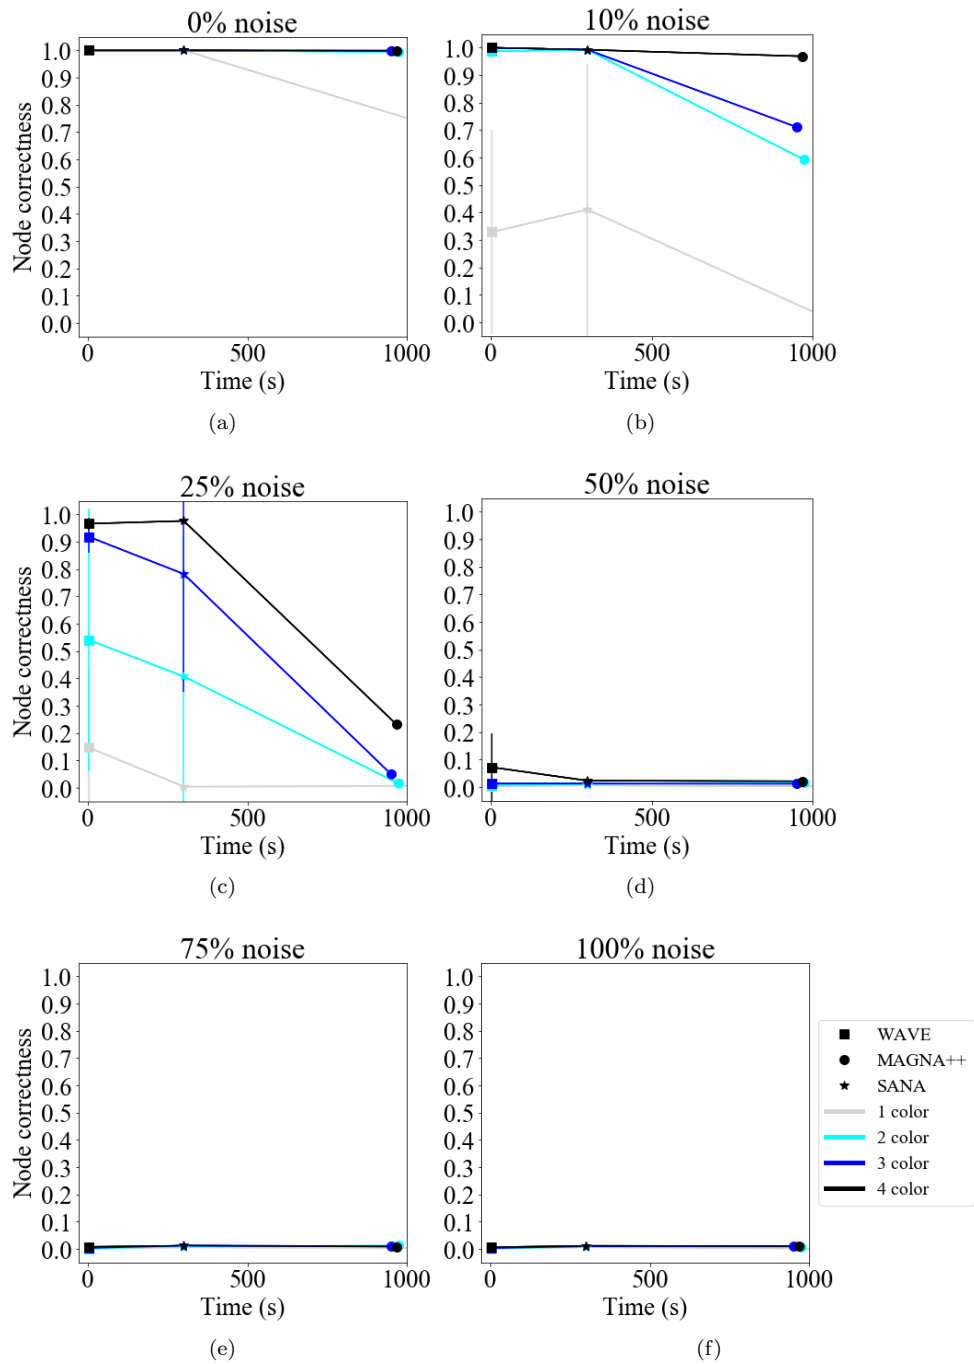 0% noise
10% noise
Node correctness
1.0
0.9
0.8
0.7
0.6
0.5
0.4
0.3
0.2
0.1
0.0
0 500 1000
Time (s)
(a)
1.0
0.9
0.8
0.7
0.6
0.5
0.4
0.3
0.2
0.1
0.0
0 500 1000
Time (s)
(b)
25% noise
50% noise
Node correctness
1.0
0.9
0.8
0.7
0.6
0.5
0.4
0.3
0.2
0.1
0.0
0 500 1000
Time (s)
(c)
1.0
0.9
0.8
0.7
0.6
0.5
0.4
0.3
0.2
0.1
0.0
0 500 1000
Time (s)
(d)
75% noise
100% noise
Node correctness
1.0
0.9
0.8
0.7
0.6
0.5
0.4
0.3
0.2
0.1
0.0
0 500 1000
Time (s)
(e)
1.0
0.9
0.8
0.7
0.6
0.5
0.4
0.3
0.2
0.1
0.0
0 500 1000
Time (s)
(f)
WAVE
MAGNA++
SANA
1 color
2 color
3 color
4 color